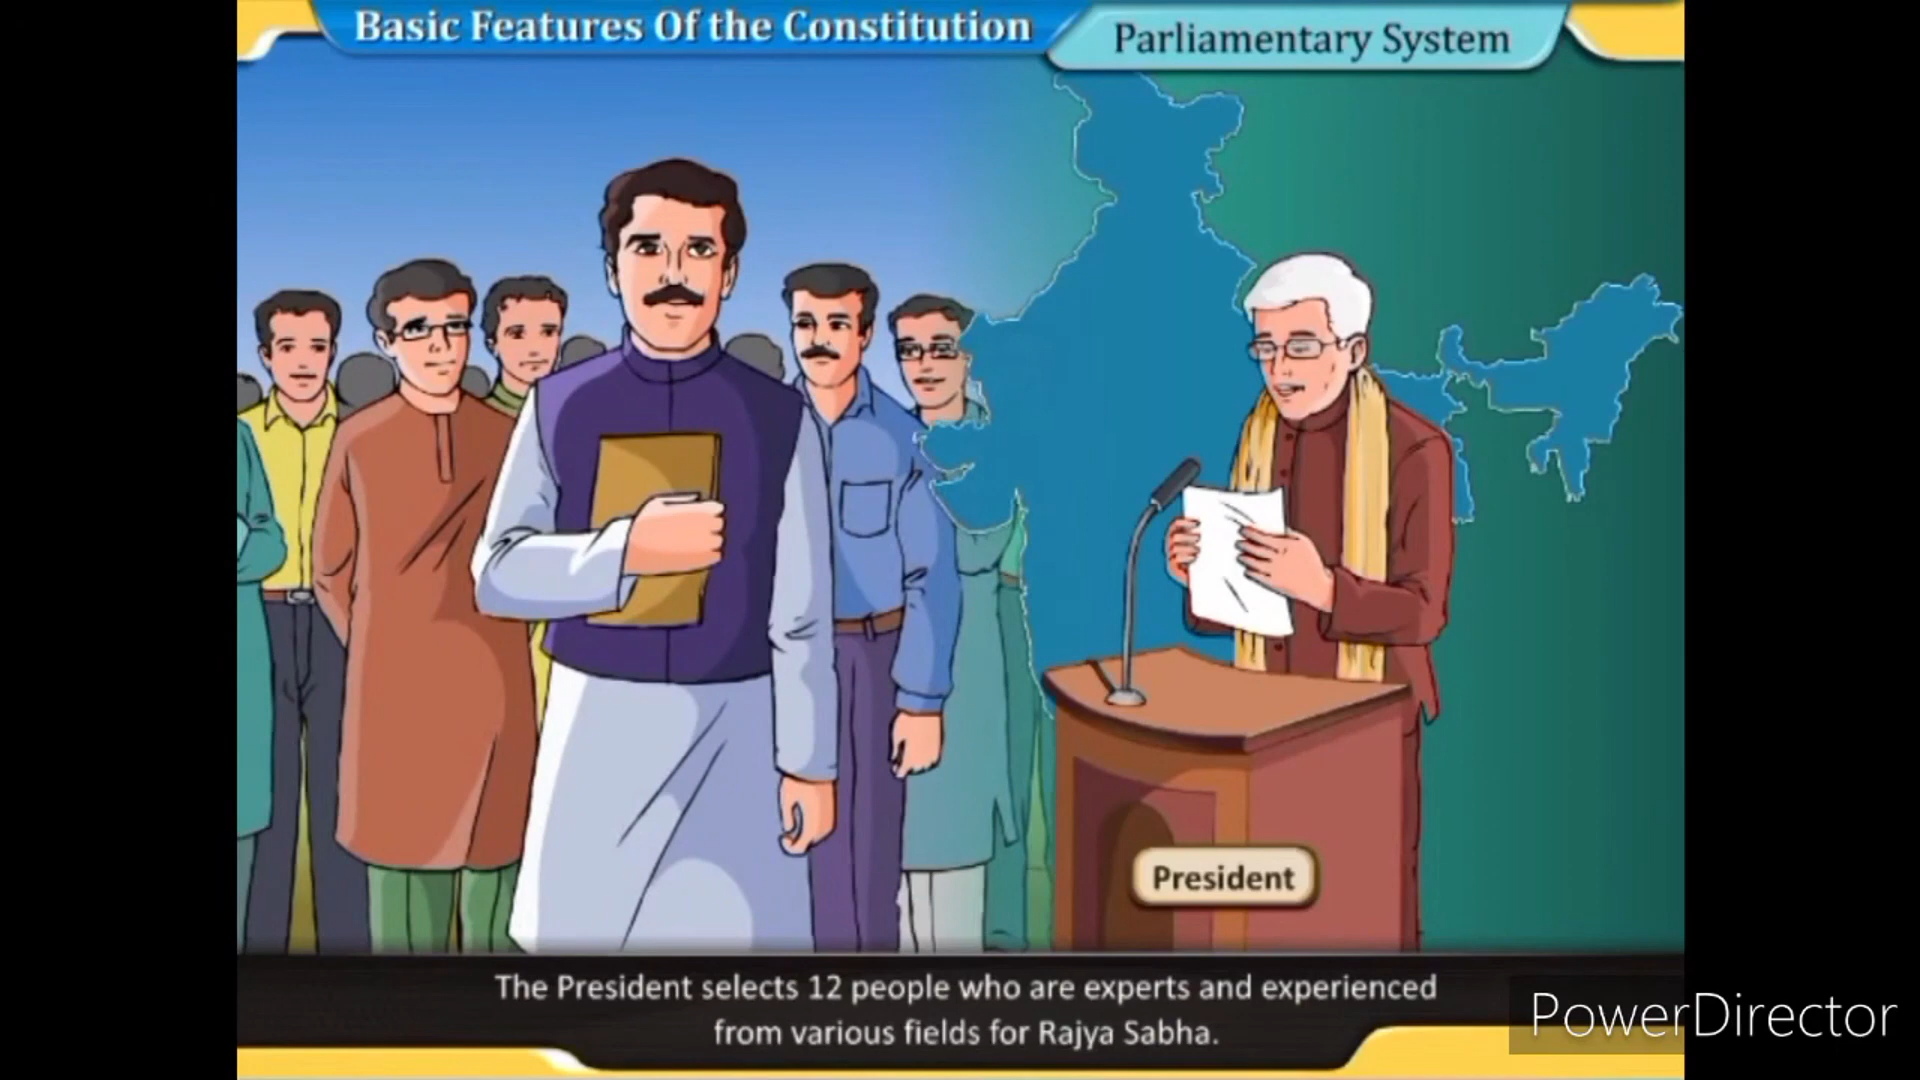 Basic Features Of the Constitution
Parliamentary System
President
The President selects 12 people who are experts and experienced
from various fields for Rajya Sabha.
PowerDirector